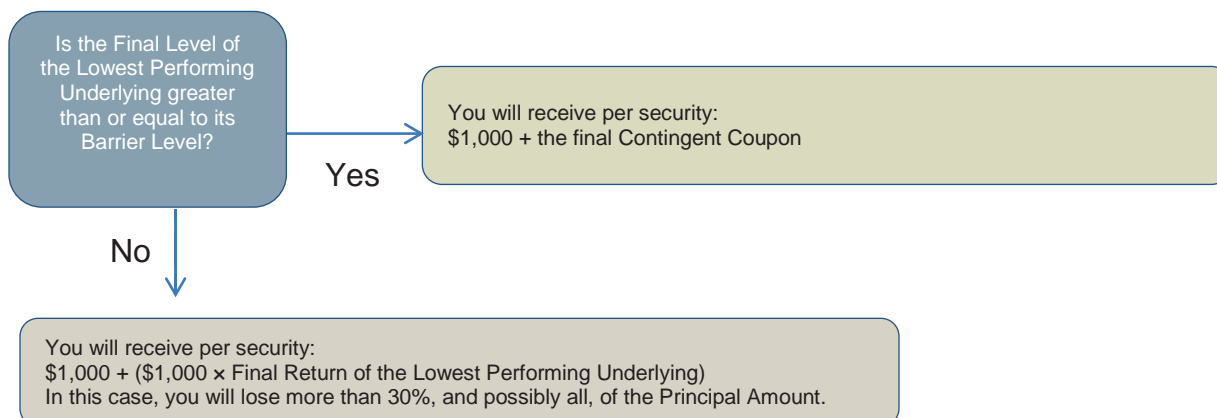 Is the Final Level of
the Lowest Performing
Underlying greater
than or equal to its
Barrier Level?
You will receive per security:
$1,000 + the final Contingent Coupon
Yes
No
You will receive per security:
$1,000 + ($1,000 × Final Return of the Lowest Performing Underlying)
In this case, you will lose more than 30%, and possibly all, of the Principal Amount.